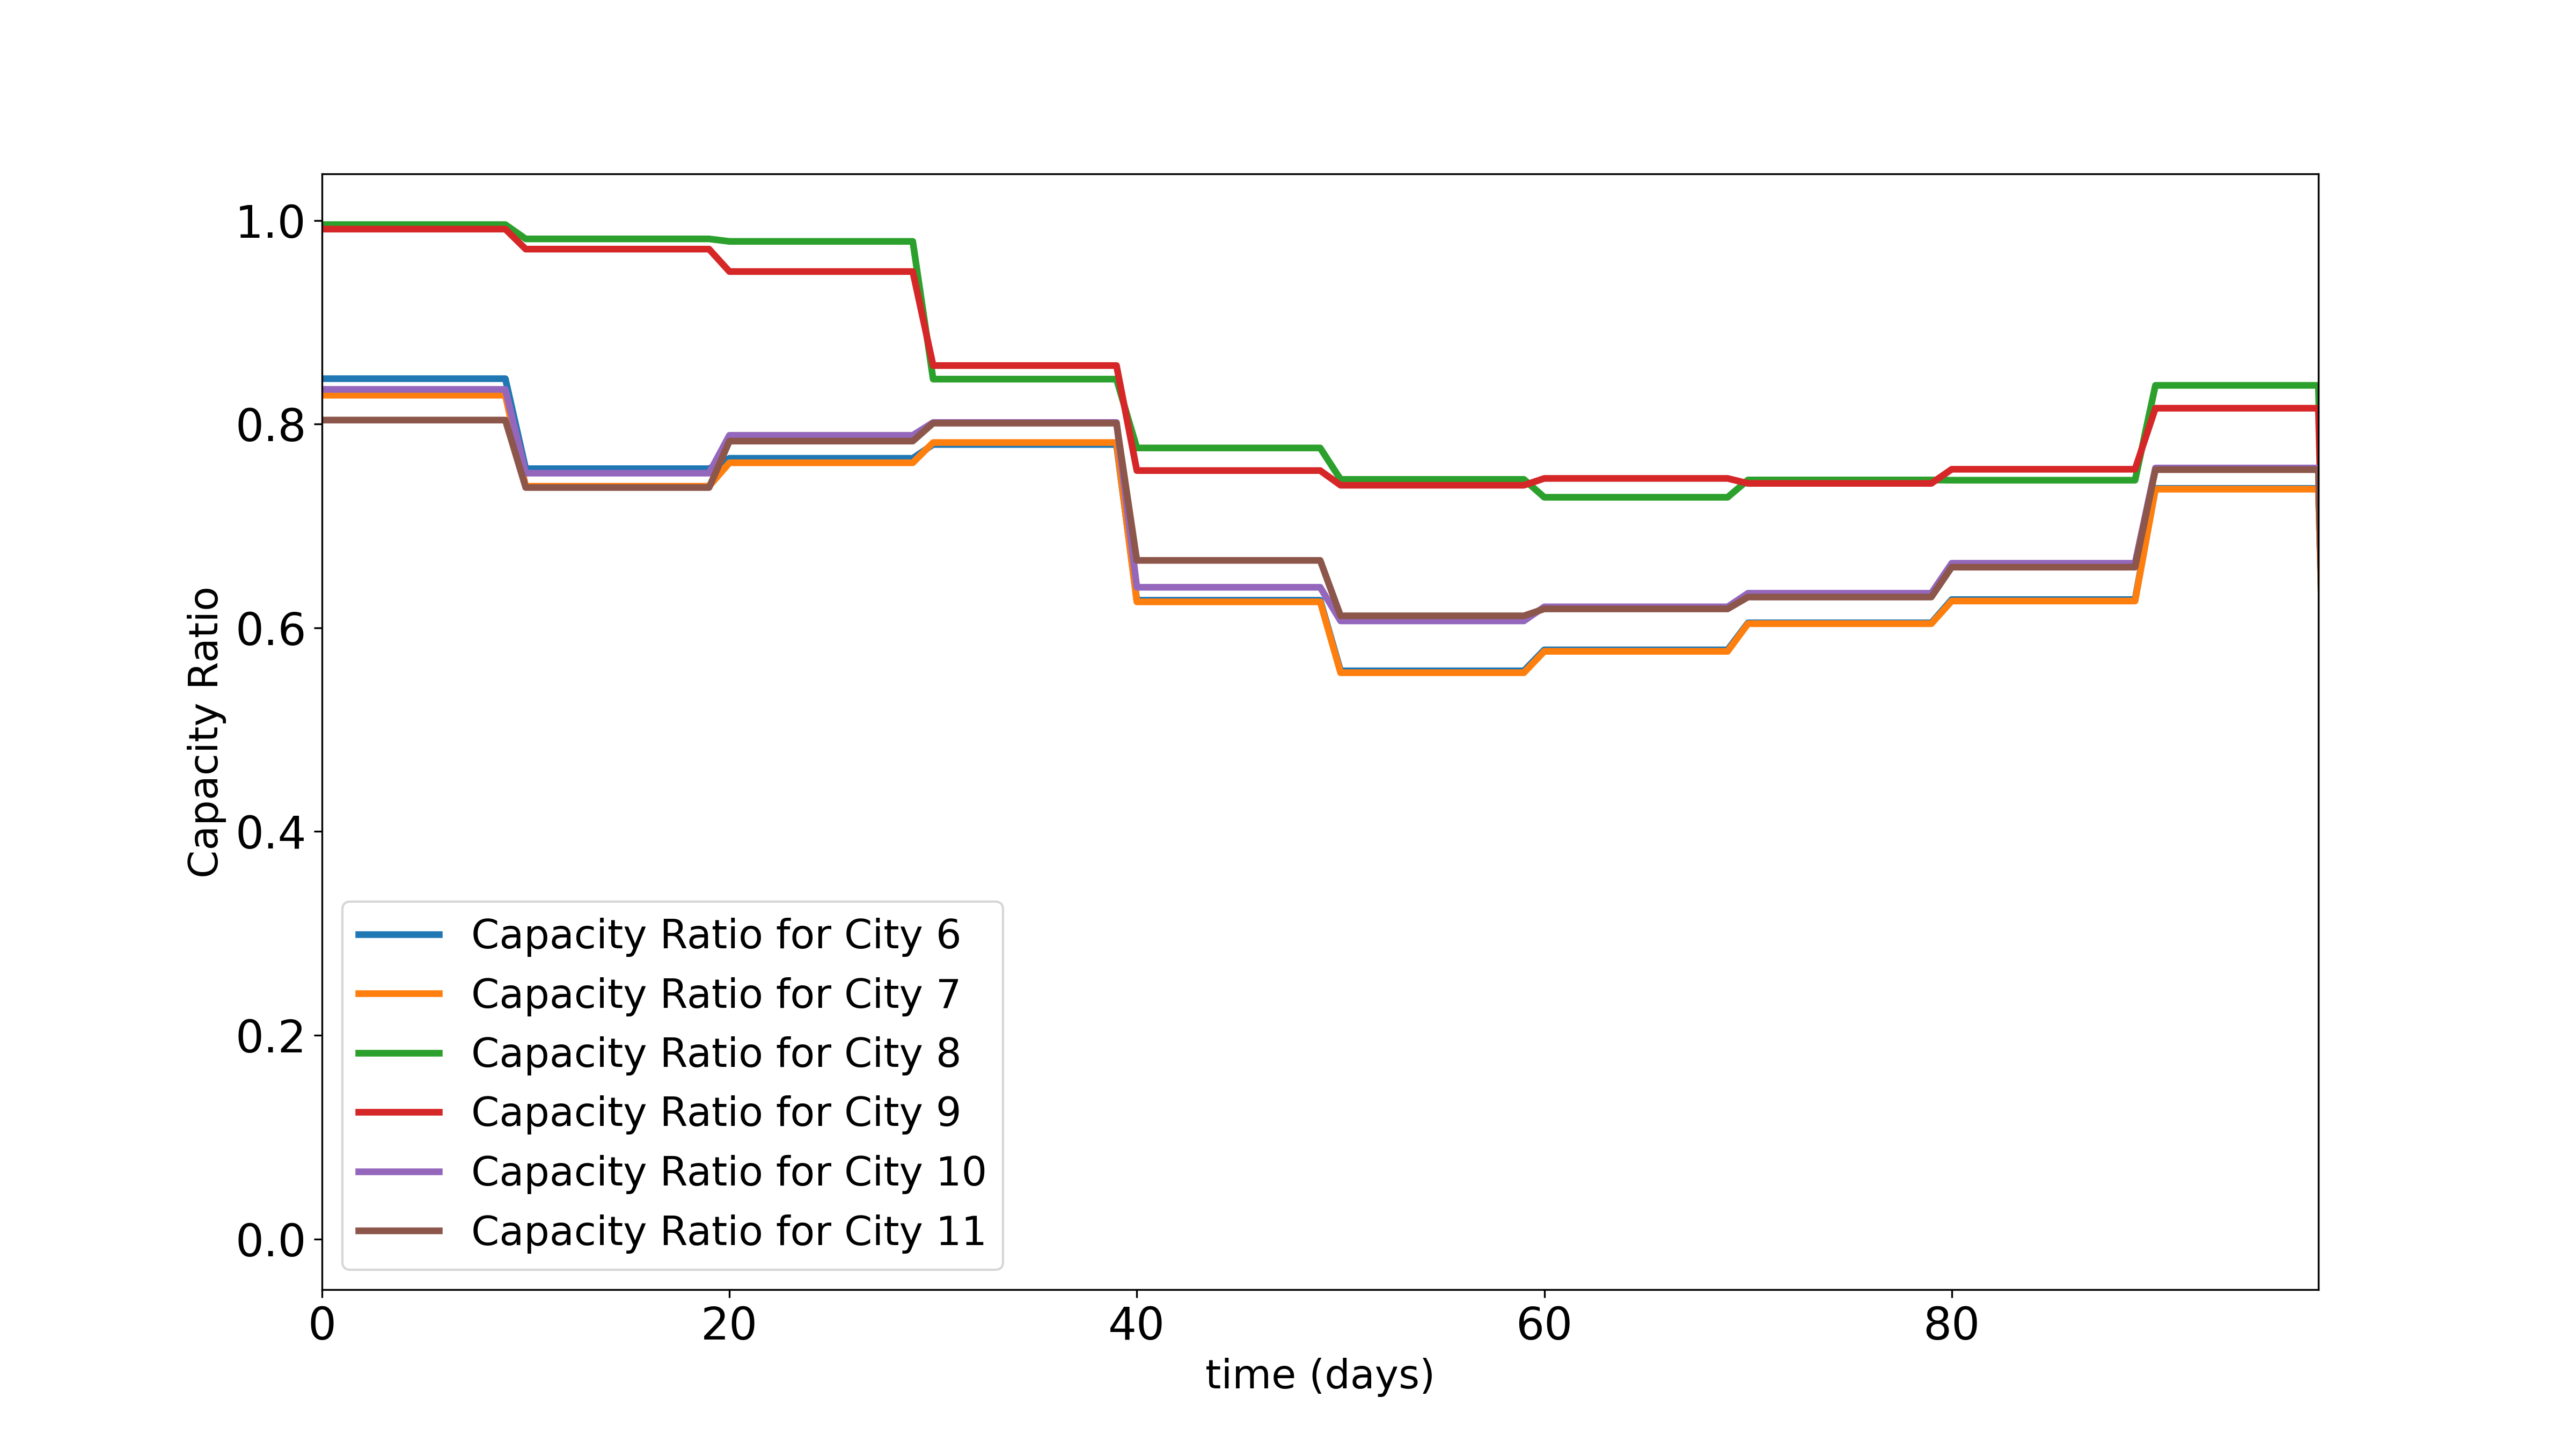 1.0
0.8
0.6
0.4
0.2
0.0
Capacity Ratio
Capacity Ratio for City 6
Capacity Ratio for City 7
Capacity Ratio for City 8
Capacity Ratio for City 9
Capacity Ratio for City 10
Capacity Ratio for City 11
0 20 40 60 80
time (days)